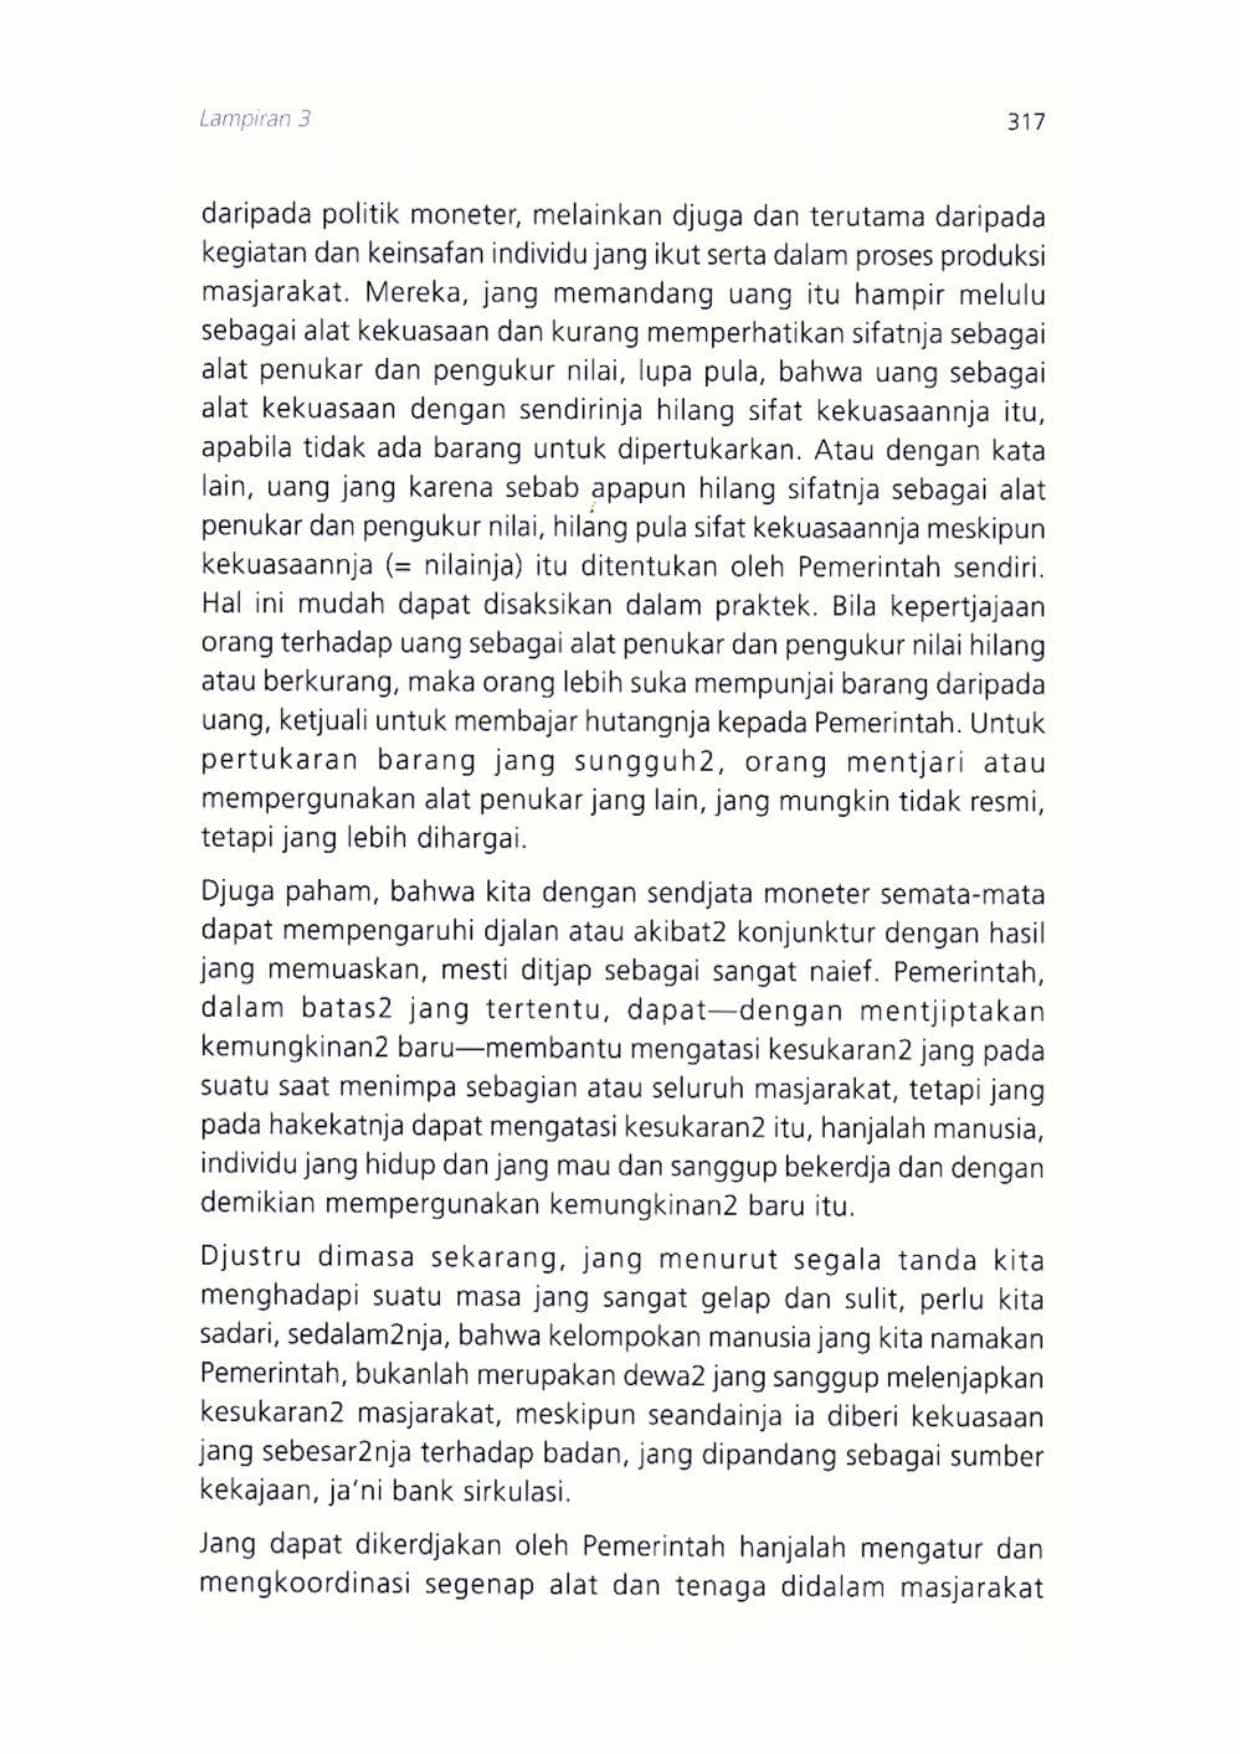 Lampiran 3
317
daripada politik moneter, melainkan djuga dan terutama daripada
kegiatan dan keinsafan individu jang ikut serta dalam proses produksi
masjarakat. Mereka, jang memandang uang itu hampir melulu
sebagai alat kekuasaan dan kurang memperhatikan sifatnja sebagai
alat penukar dan pengukur nilai, lupa pula, bahwa uang sebagai
alat kekuasaan dengan sendirinja hilang sifat kekuasaannja itu,
apabila tidak ada barang untuk dipertukarkan. Atau dengan kata
lain, uang jang karena sebab apapun hilang sifatnja sebagai alat
penukar dan pengukur nilai, hilang pula sifat kekuasaannja meskipun
kekuasaannja (= nilainja) itu ditentukan oleh Pemerintah sendiri.
Hal ini mudah dapat disaksikan dalam praktek. Bila kepertjajaan
orang terhadap uang sebagai alat penukar dan pengukur nilai hilang
atau berkurang, maka orang lebih suka mempunjai barang daripada
uang, ketjuali untuk membajar hutangnja kepada Pemerintah. Untuk
pertukaran barang jang sungguh2, orang mentjari atau
mempergunakan alat penukar jang lain, jang mungkin tidak resmi,
tetapi jang lebih dihargai.
Djuga paham, bahwa kita dengan sendjata moneter semata-mata
dapat mempengaruhi djalan atau akibat2 konjunktur dengan hasil
jang memuaskan, mesti ditjap sebagai sangat naief. Pemerintah,
dalam batas2 jang tertentu, dapat—dengan mentjiptakan
kemungkinan2 baru—membantu mengatasi kesukaran2 jang pada
suatu saat menimpa sebagian atau seluruh masjarakat, tetapi jang
pada hakekatnja dapat mengatasi kesukaran2 itu, hanjalah manusia,
individu jang hidup dan jang mau dan sanggup bekerdja dan dengan
demikian mempergunakan kemungkinan2 baru itu.
Djustru dimasa sekarang, jang menurut segala tanda kita
menghadapi suatu masa jang sangat gelap dan sulit, perlu kita
sadari, sedalam2nja, bahwa kelompokan manusia jang kita namakan
Pemerintah, bukanlah merupakan dewa2 jang sanggup melenjapkan
kesukaran2 masjarakat, meskipun seandainja ia diberi kekuasaan
jang sebesar2nja terhadap badan, jang dipandang sebagai sumber
kekajaan, ja'ni bank sirkulasi.
Jang dapat dikerdjakan oleh Pemerintah hanjalah mengatur dan
mengkoordinasi segenap alat dan tenaga didalam masjarakat